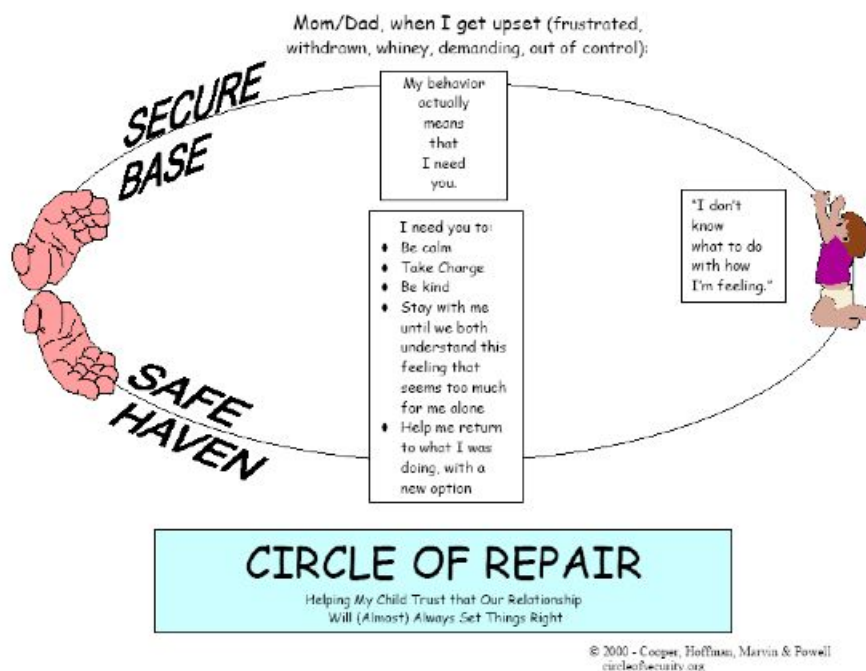 Mom/Dad, when I get upset (frustrated,
withdrawn, whiney, demanding, out of control):
SECURE
BASE
My behavior
actually
means
that
I need
you.
"I don't
know
what to do
with how
I'm feeling."
I need you to:
♦ Be calm
♦ Take Charge
♦ Be kind
♦ Stay with me
until we both
understand this
feeling that
seems too much
for me alone
♦ Help me return
to what I was
doing, with a
new option
SAFE
HAVEN
CIRCLE OF REPAIR
Helping My Child Trust that Our Relationship
Will (Almost) Always Set Things Right
© 2000 - Cooper, Hoffman, Marvin & Powell
circleofsecurity.org